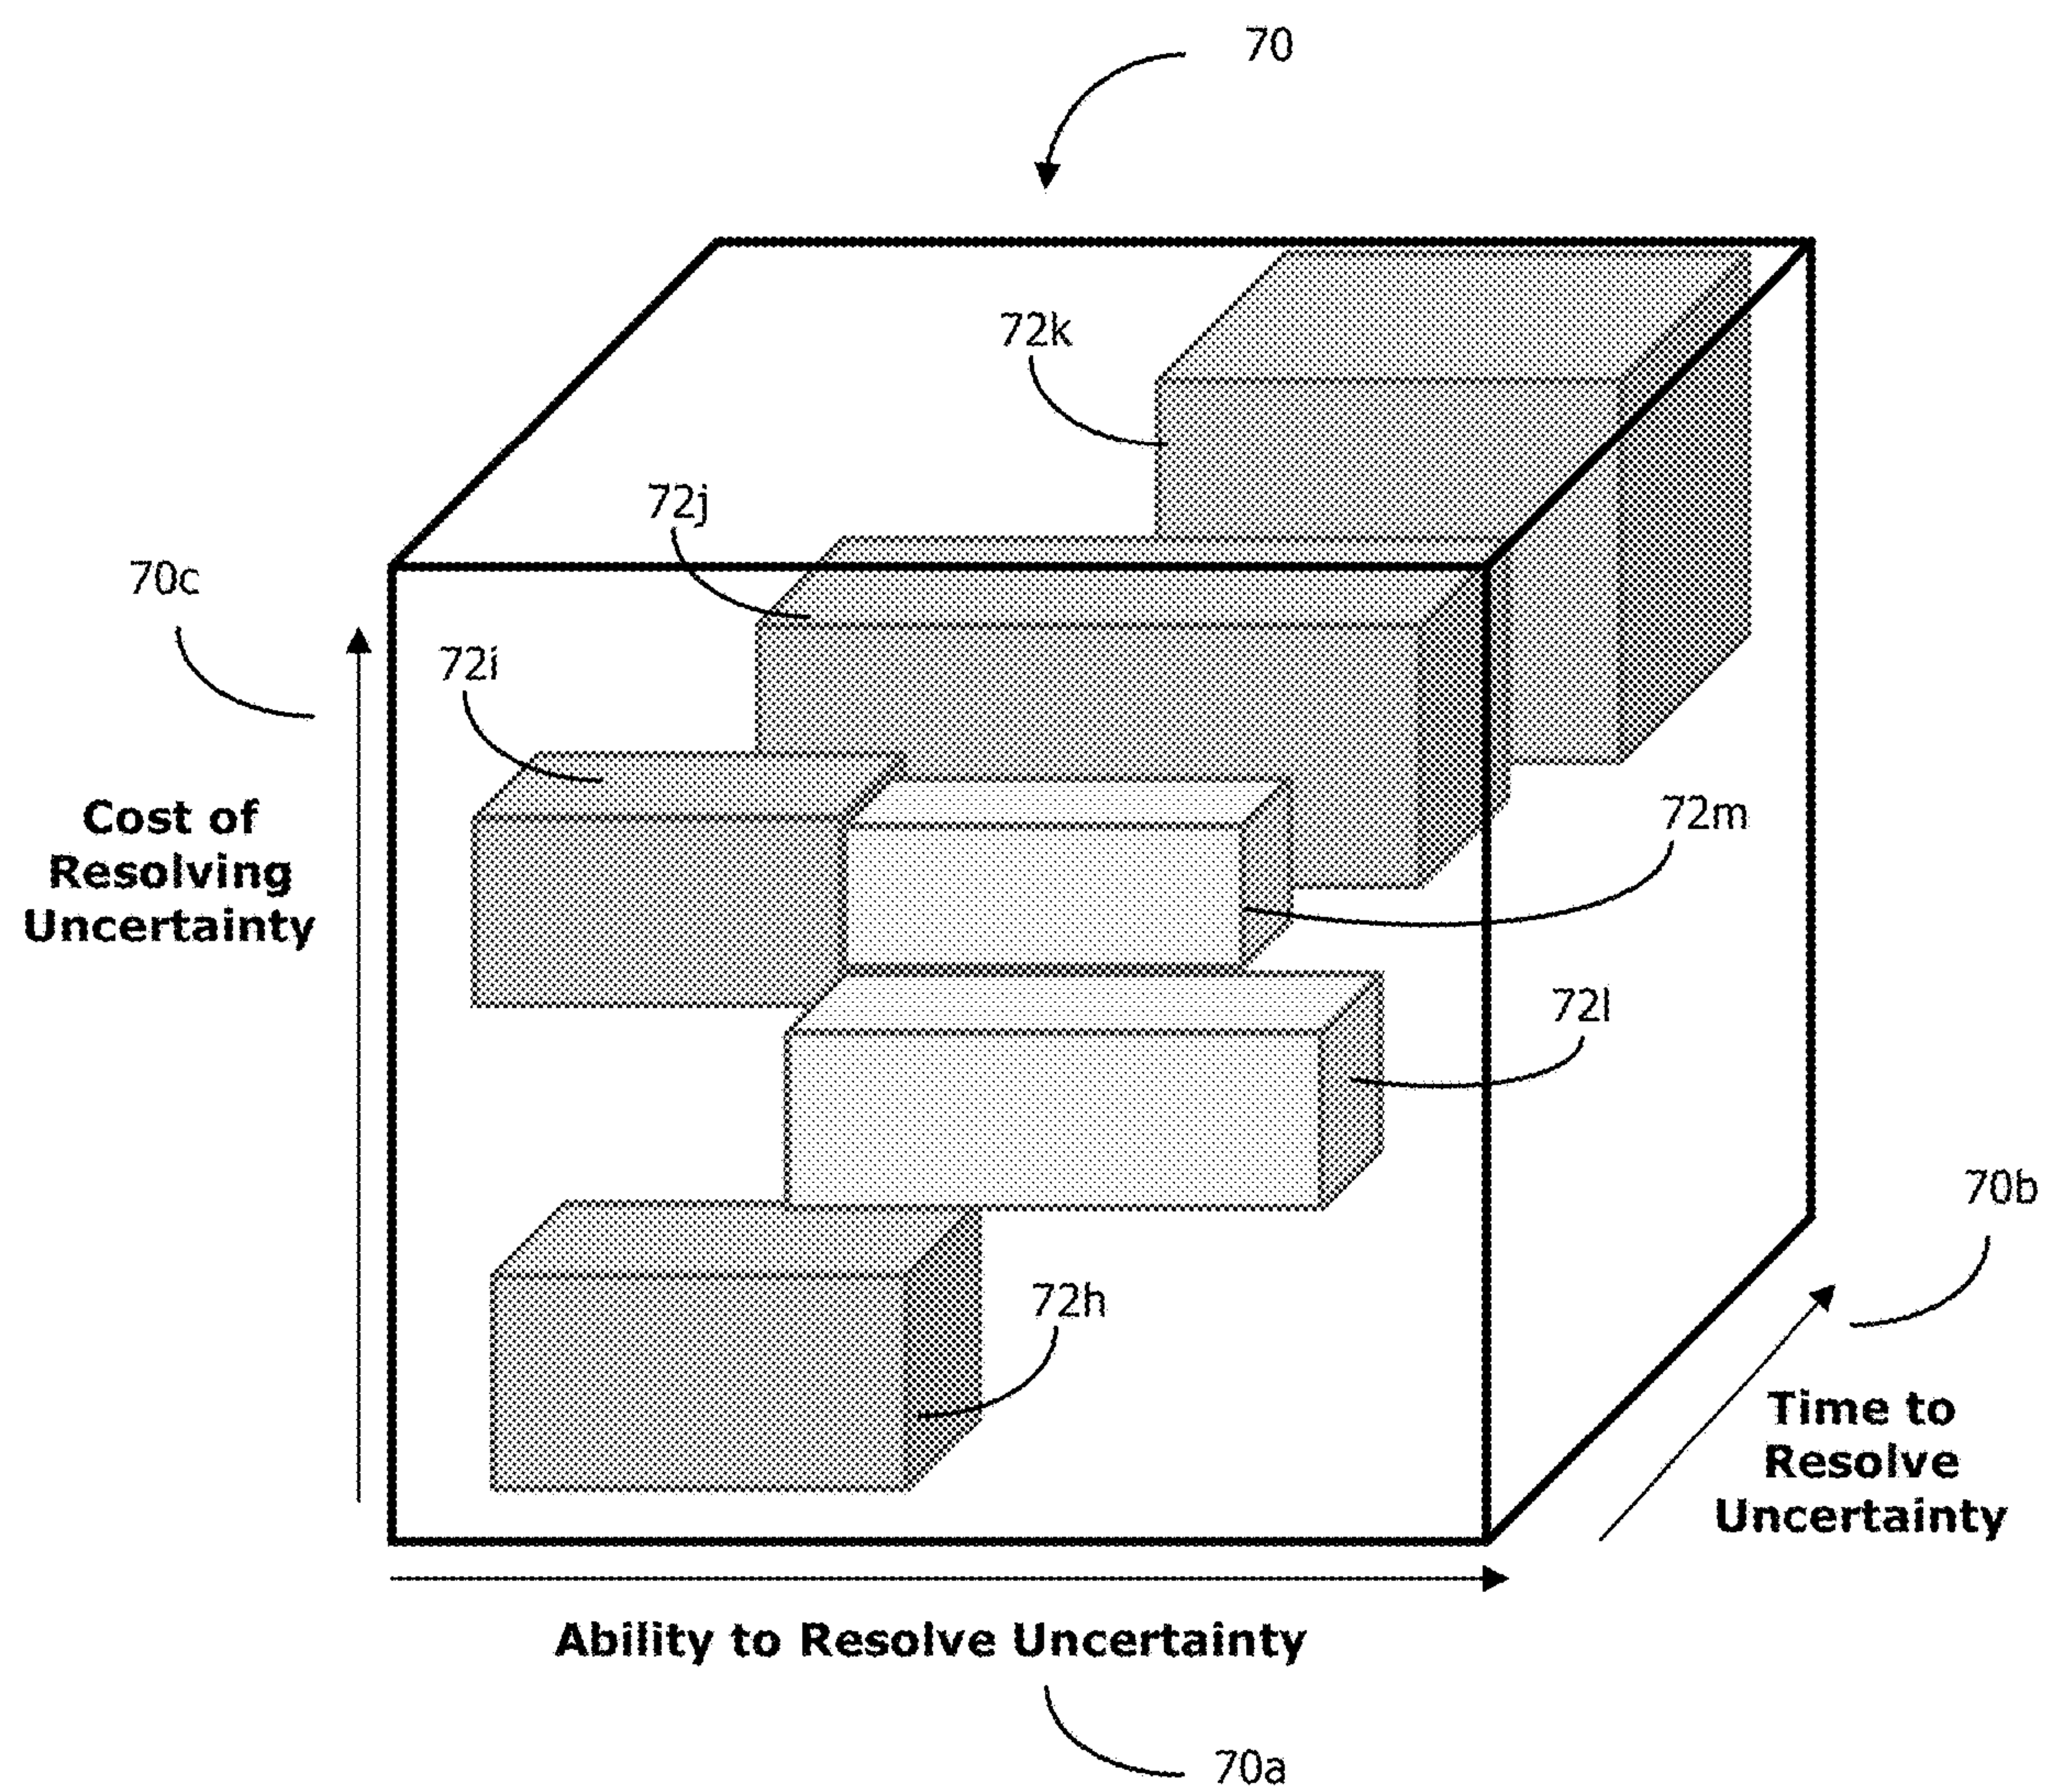 70
72k
72j
70c
72i
Cost of
Resolving
Uncertainty
72m
72l
70b
72h
Time to
Resolve
Uncertainty
Ability to Resolve Uncertainty
70a